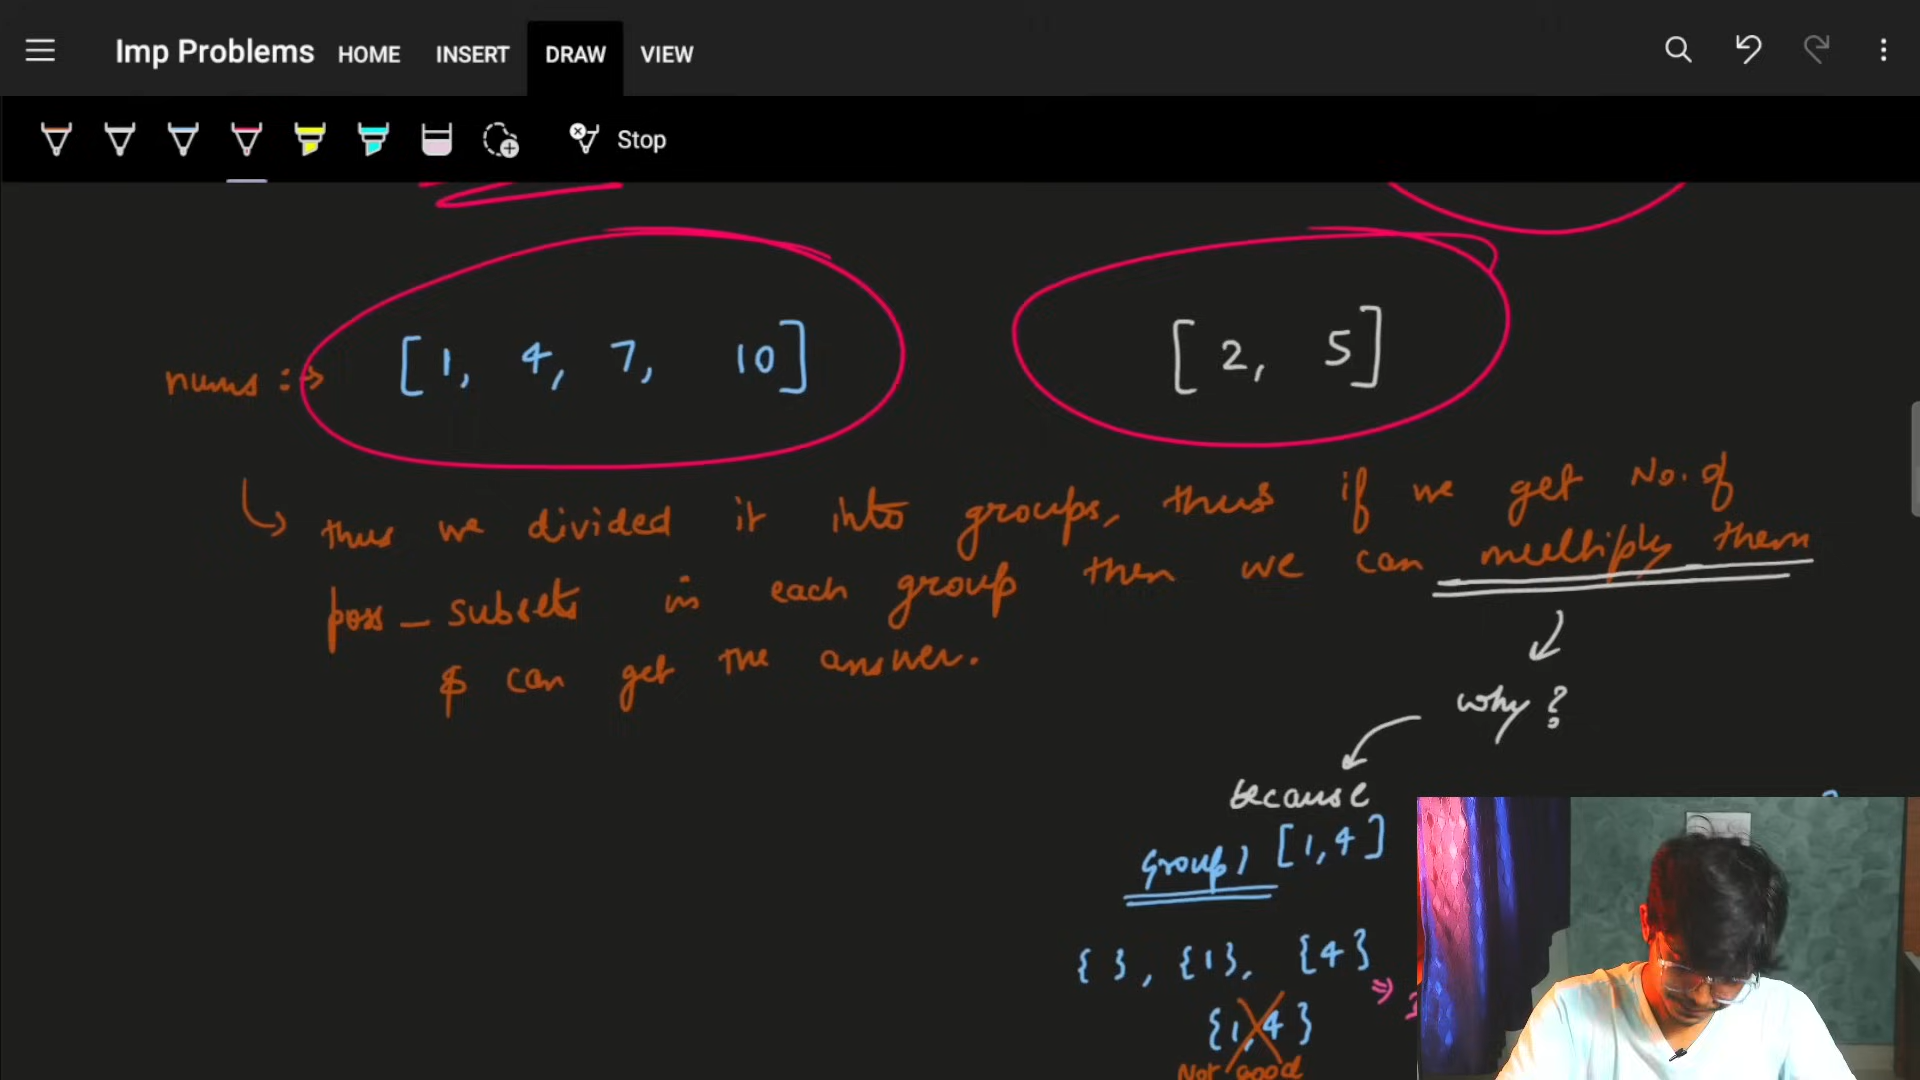 Imp Problems HOME INSERT DRAW VIEW
Stop
nums :→ [1, 4, 7, 10] [2, 5]
thus we divided it into groups, thus if we get No. of
poss_subsets in each group then we can multiply them
& can get the answer.
why?
because
Group 1 [1,4]
{ }, {1}, {4}
{1,4}
Not good